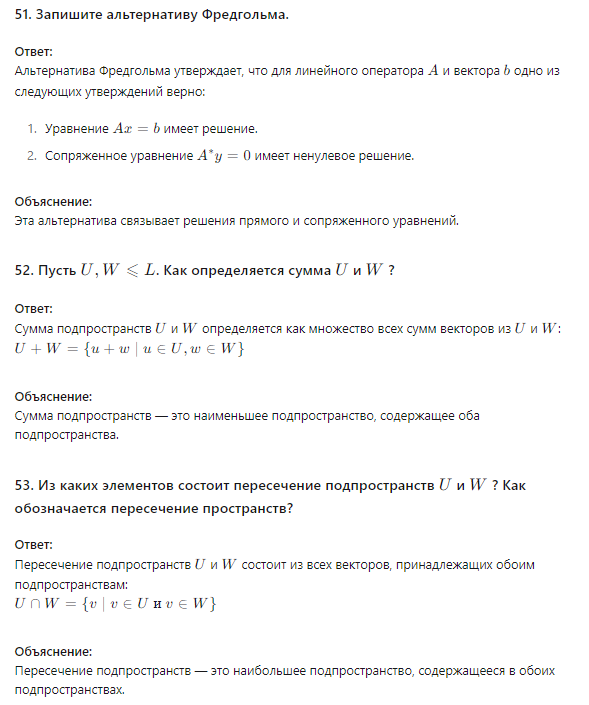 51. Запишите альтернативу Фредгольма.
Ответ:
Альтернатива Фредгольма утверждает, что для линейного оператора A и вектора b одно из
следующих утверждений верно:
1. Уравнение Ax = b имеет решение.
2. Сопряженное уравнение A*y = 0 имеет ненулевое решение.
Объяснение:
Эта альтернатива связывает решения прямого и сопряженного уравнений.
52. Пусть U, W ⩽ L. Как определяется сумма U и W ?
Ответ:
Сумма подпространств U и W определяется как множество всех сумм векторов из U и W:
U + W = {u + w | u ∈ U, w ∈ W}
Объяснение:
Сумма подпространств — это наименьшее подпространство, содержащее оба
подпространства.
53. Из каких элементов состоит пересечение подпространств U и W ? Как
обозначается пересечение пространств?
Ответ:
Пересечение подпространств U и W состоит из всех векторов, принадлежащих обоим
подпространствам:
U ∩ W = {v | v ∈ U и v ∈ W}
Объяснение:
Пересечение подпространств — это наибольшее подпространство, содержащееся в обоих
подпространствах.